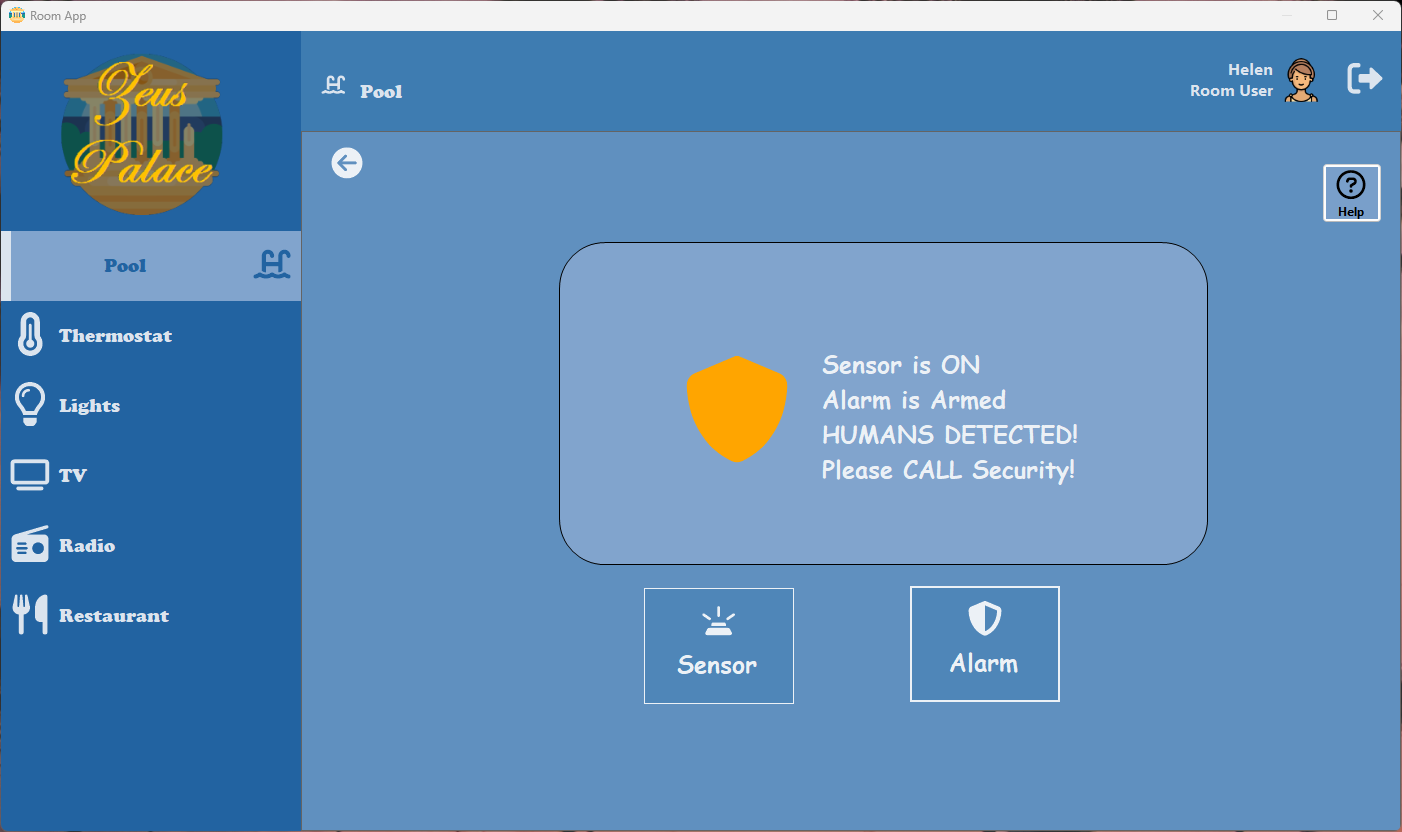 Room App
Zeus
Palace
Pool
Helen
Room User
Help
Pool
Thermostat
Lights
TV
Radio
Restaurant
Sensor is ON
Alarm is Armed
HUMANS DETECTED!
Please CALL Security!
Sensor
Alarm